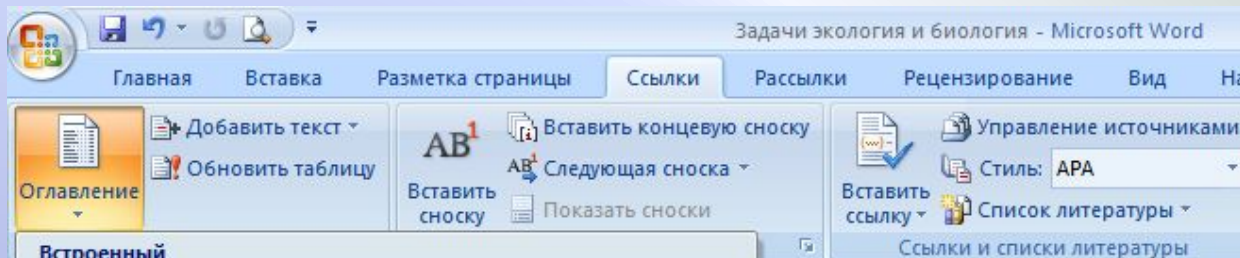 Задачи экология и биология - Microsoft Word
Главная Вставка Разметка страницы Ссылки Рассылки Рецензирование Вид
Оглавление
Добавить текст
Обновить таблицу
AB1
Вставить сноску
Вставить концевую сноску
AB1 Следующая сноска
Показать сноски
Вставить ссылку
Управление источниками
Стиль: APA
Список литературы
Ссылки и списки литературы
Встроенный